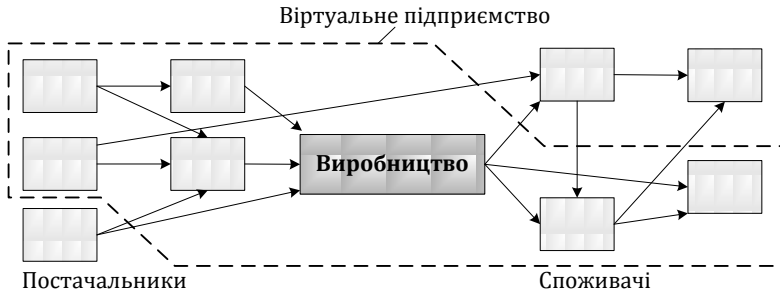 Віртуальне підприємство
Виробництво
Постачальники
Споживачі